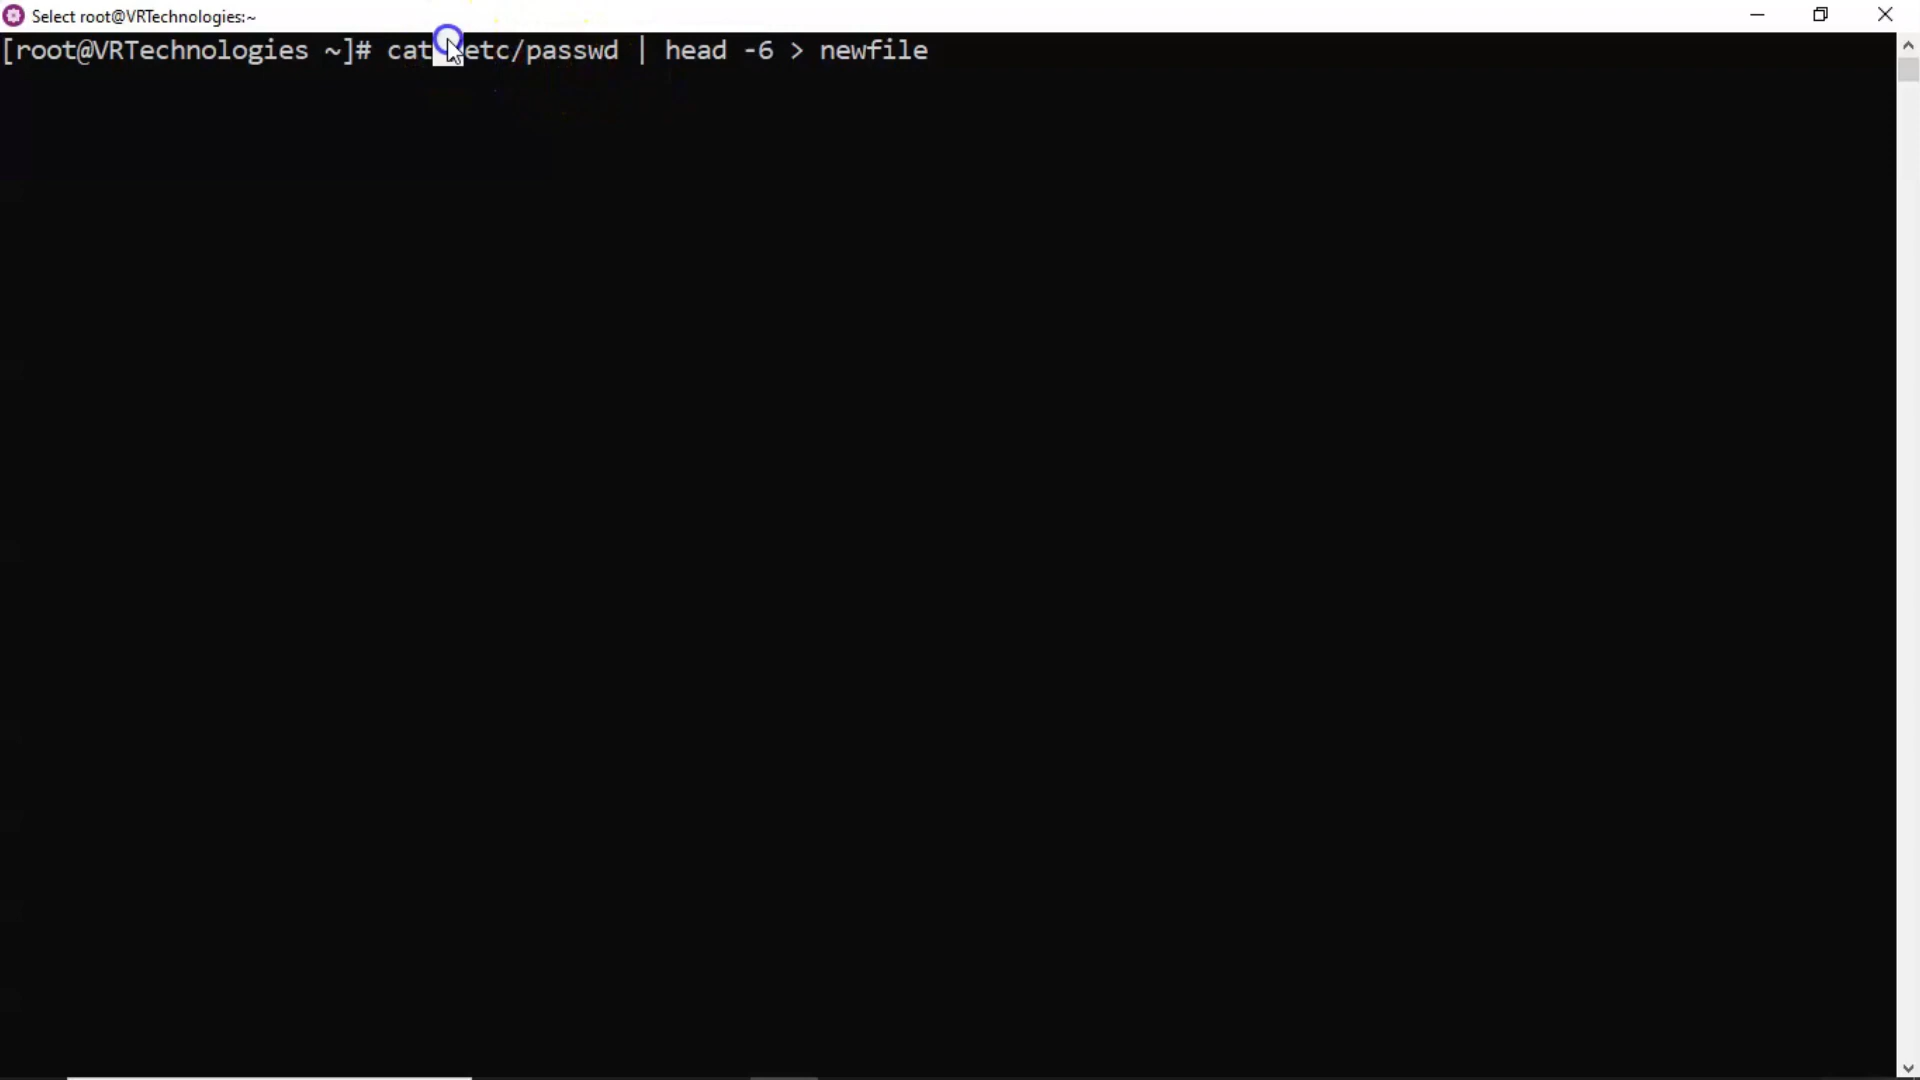 Select root@VRTechnologies:~
[root@VRTechnologies ~]# cat etc/passwd | head -6 > newfile